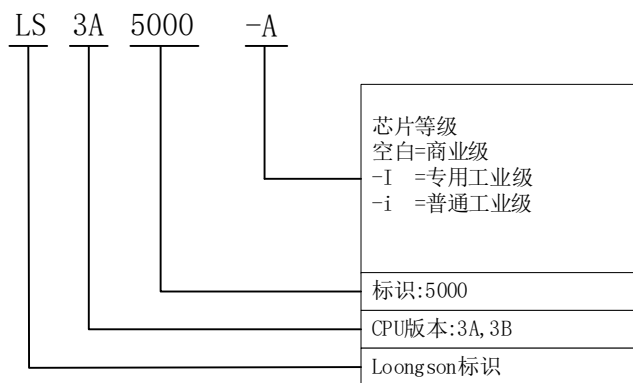 LS 3A 5000 -A
芯片等级
空白=商业级
-I =专用工业级
-i =普通工业级
标识:5000
CPU版本:3A,3B
Loongson标识